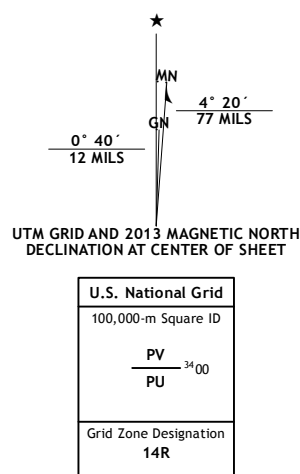 ★
MN
4° 20´
77 MILS
GN
0° 40´
12 MILS
UTM GRID AND 2013 MAGNETIC NORTH
DECLINATION AT CENTER OF SHEET
U.S. National Grid
100,000-m Square ID
PV
3400
PU
Grid Zone Designation
14R